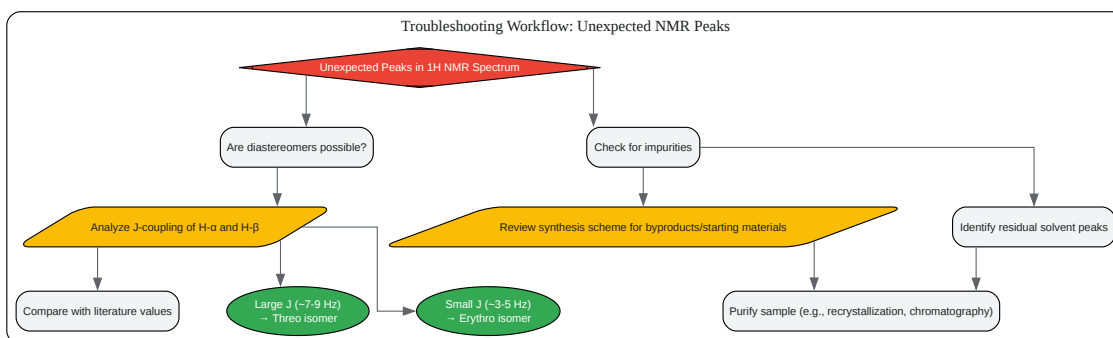 Troubleshooting Workflow: Unexpected NMR Peaks
Unexpected Peaks in 1H NMR Spectrum
Are diastereomers possible?
Check for impurities
Analyze J-coupling of H-α and H-β
Review synthesis scheme for byproducts/starting materials
Identify residual solvent peaks
Compare with literature values
Large J (~7-9 Hz)
→ Threo isomer
Small J (~3-5 Hz)
→ Erythro isomer
Purify sample (e.g., recrystallization, chromatography)